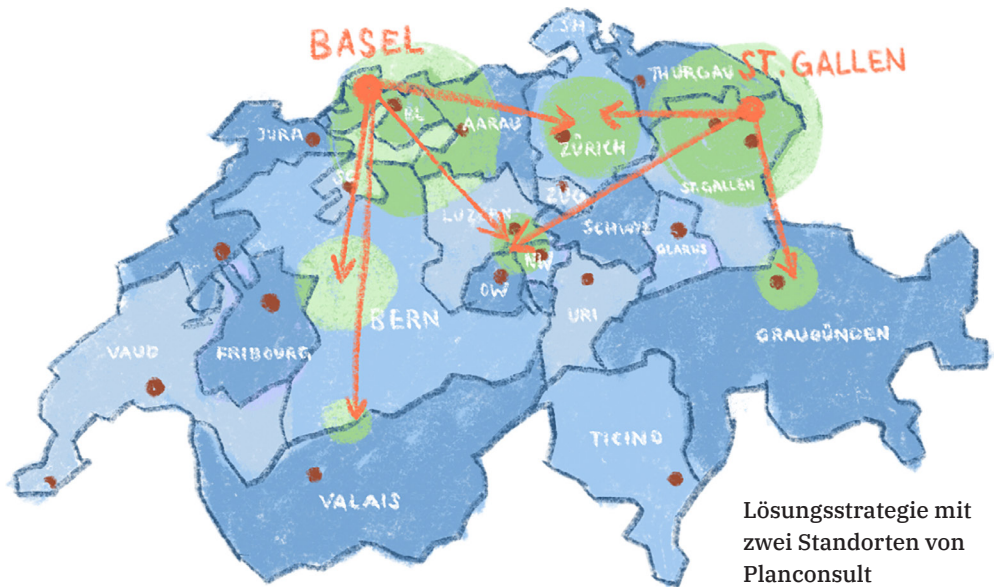 SH
BASEL
ST. GALLEN
THURGAU
BL
AARAU
JURA
ZÜRICH
SO
ST. GALLEN
ZUG
LUZERN
SCHWYZ
GLARUS
NW
OW
URI
BERN
GRAUBÜNDEN
VAUD
FRIBOURG
TICINO
VALAIS
Lösungsstrategie mit
zwei Standorten von
Planconsult